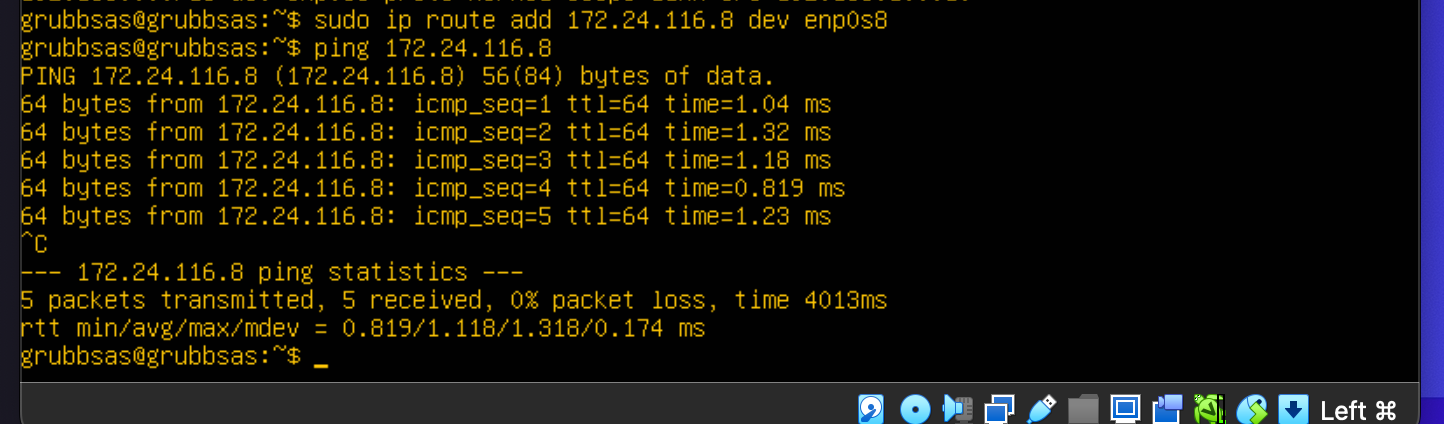 grubbsas@grubbsas:~$ sudo ip route add 172.24.116.8 dev enp0s8
grubbsas@grubbsas:~$ ping 172.24.116.8
PING 172.24.116.8 (172.24.116.8) 56(84) bytes of data.
64 bytes from 172.24.116.8: icmp_seq=1 ttl=64 time=1.04 ms
64 bytes from 172.24.116.8: icmp_seq=2 ttl=64 time=1.32 ms
64 bytes from 172.24.116.8: icmp_seq=3 ttl=64 time=1.18 ms
64 bytes from 172.24.116.8: icmp_seq=4 ttl=64 time=0.819 ms
64 bytes from 172.24.116.8: icmp_seq=5 ttl=64 time=1.23 ms
^C
--- 172.24.116.8 ping statistics ---
5 packets transmitted, 5 received, 0% packet loss, time 4013ms
rtt min/avg/max/mdev = 0.819/1.118/1.318/0.174 ms
grubbsas@grubbsas:~$ _
Left ⌘